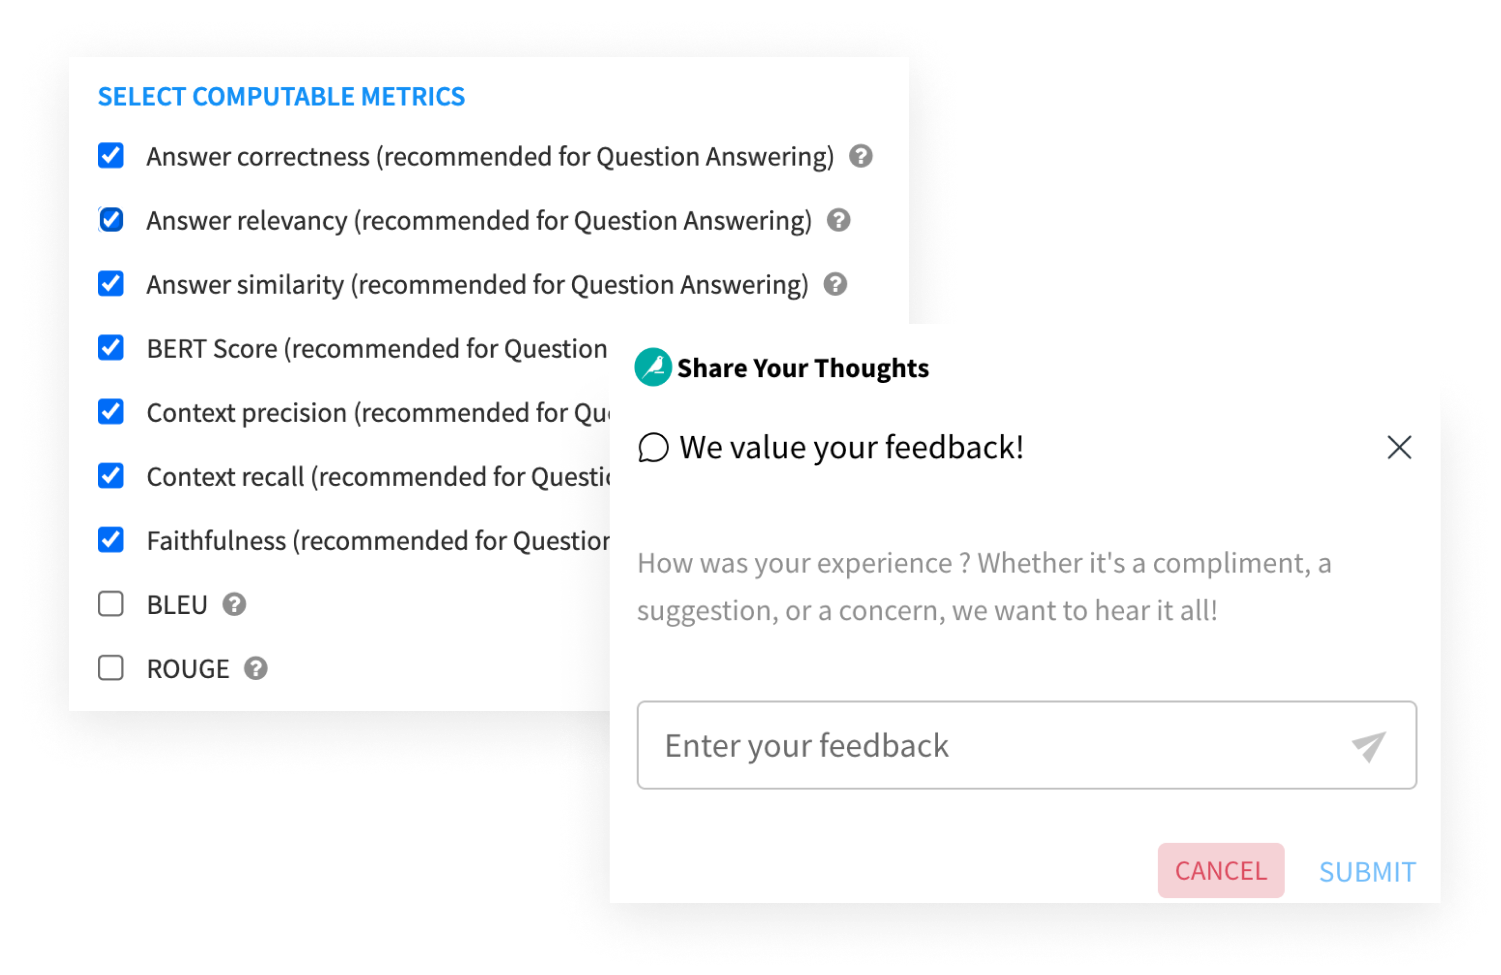 SELECT COMPUTABLE METRICS
Answer correctness (recommended for Question Answering) ?
Answer relevancy (recommended for Question Answering) ?
Answer similarity (recommended for Question Answering) ?
BERT Score (recommended for Question
Context precision (recommended for
Context recall (recommended for
Faithfulness (recommended for Question
BLEU ?
ROUGE ?
Share Your Thoughts
We value your feedback!
How was your experience ? Whether it's a compliment, a
suggestion, or a concern, we want to hear it all!
Enter your feedback
CANCEL
SUBMIT